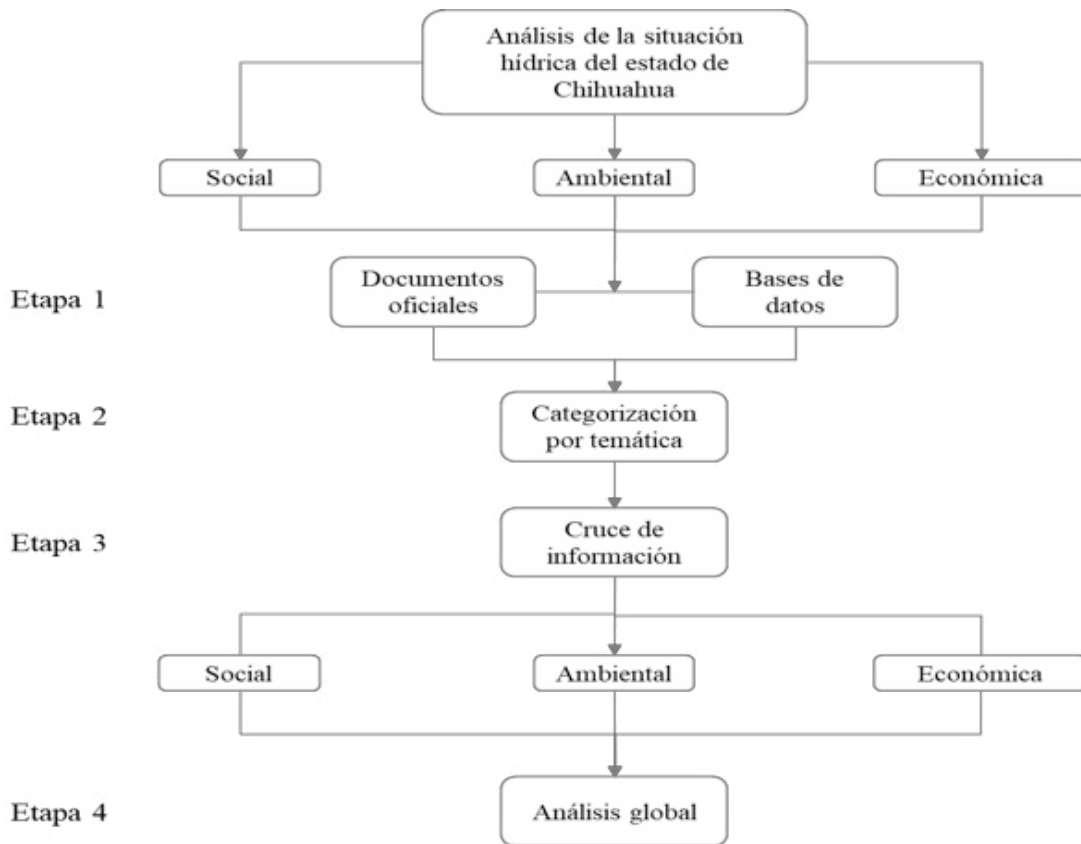 Análisis de la situación
hídrica del estado de
Chihuahua
Social
Ambiental
Económica
Etapa 1
Documentos
oficiales
Bases de
datos
Etapa 2
Categorización
por temática
Etapa 3
Cruce de
información
Social
Ambiental
Económica
Etapa 4
Análisis global